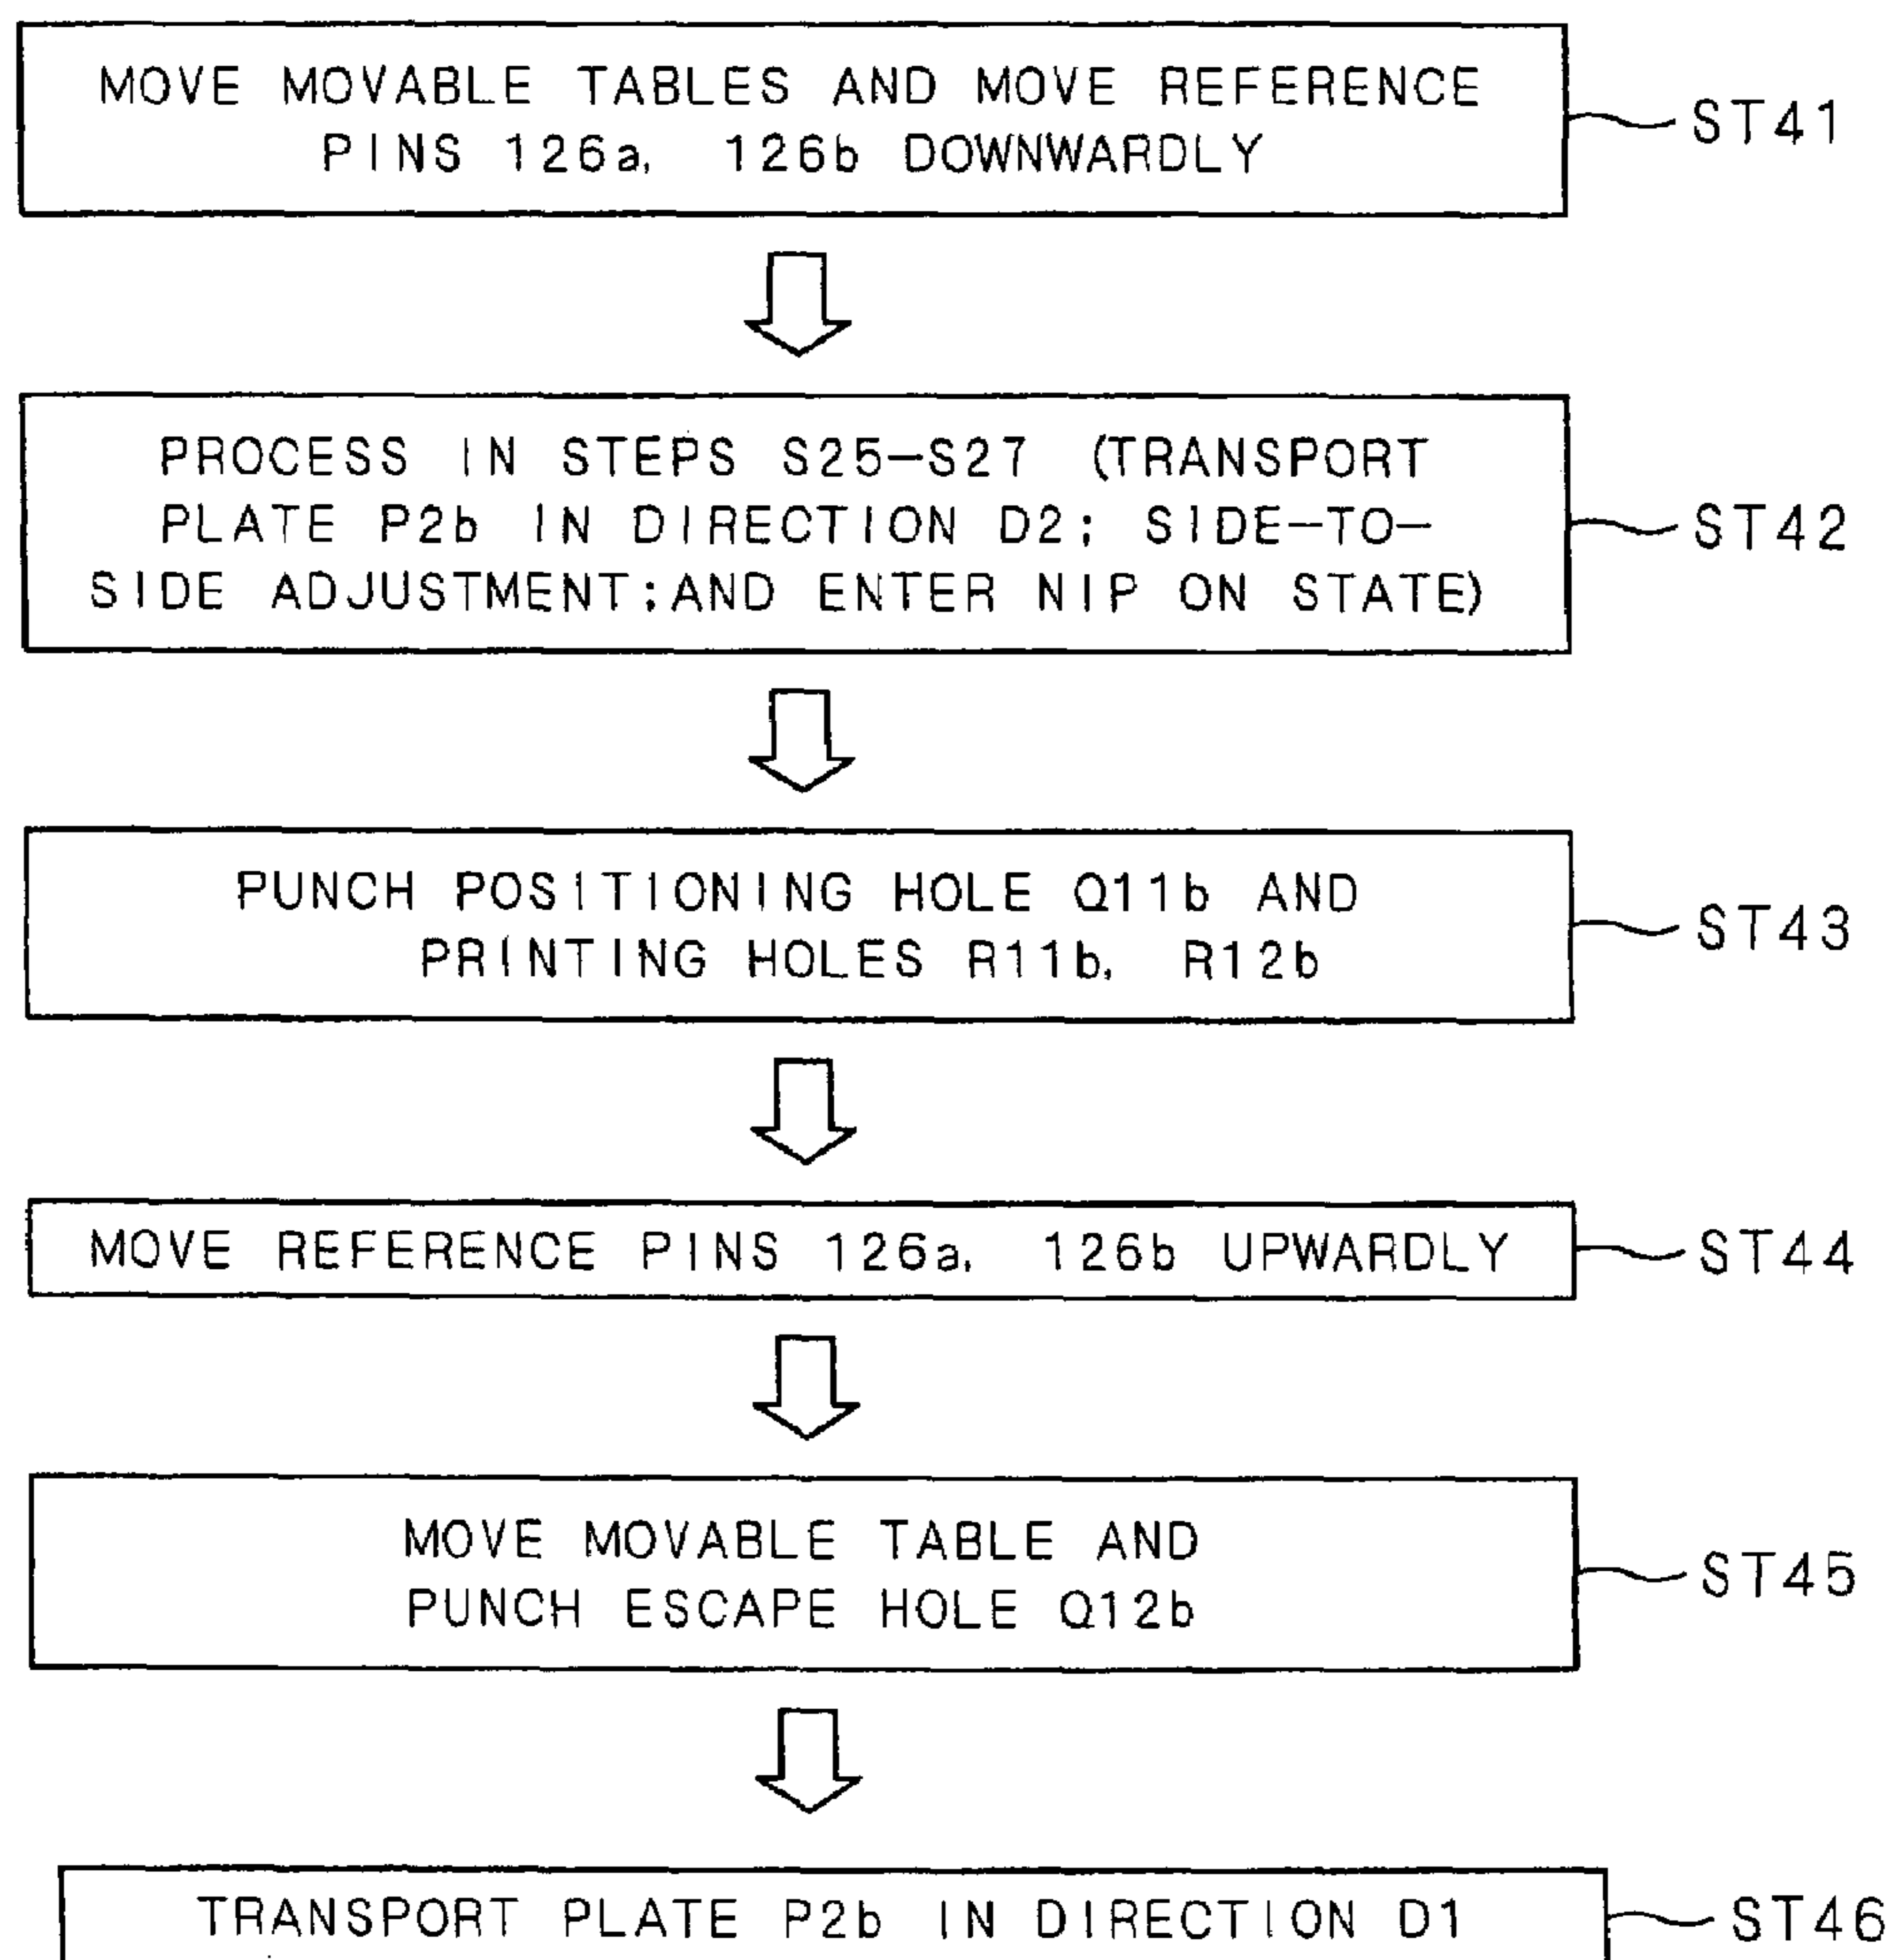 MOVE MOVABLE TABLES AND MOVE REFERENCE
PINS 126a, 126b DOWNWARDLY
ST41
PROCESS IN STEPS S25-S27 (TRANSPORT
PLATE P2b IN DIRECTION D2; SIDE-TO-
SIDE ADJUSTMENT;AND ENTER NIP ON STATE)
ST42
PUNCH POSITIONING HOLE Q11b AND
PRINTING HOLES R11b, R12b
ST43
MOVE REFERENCE PINS 126a, 126b UPWARDLY
ST44
MOVE MOVABLE TABLE AND
PUNCH ESCAPE HOLE Q12b
ST45
TRANSPORT PLATE P2b IN DIRECTION D1
ST46